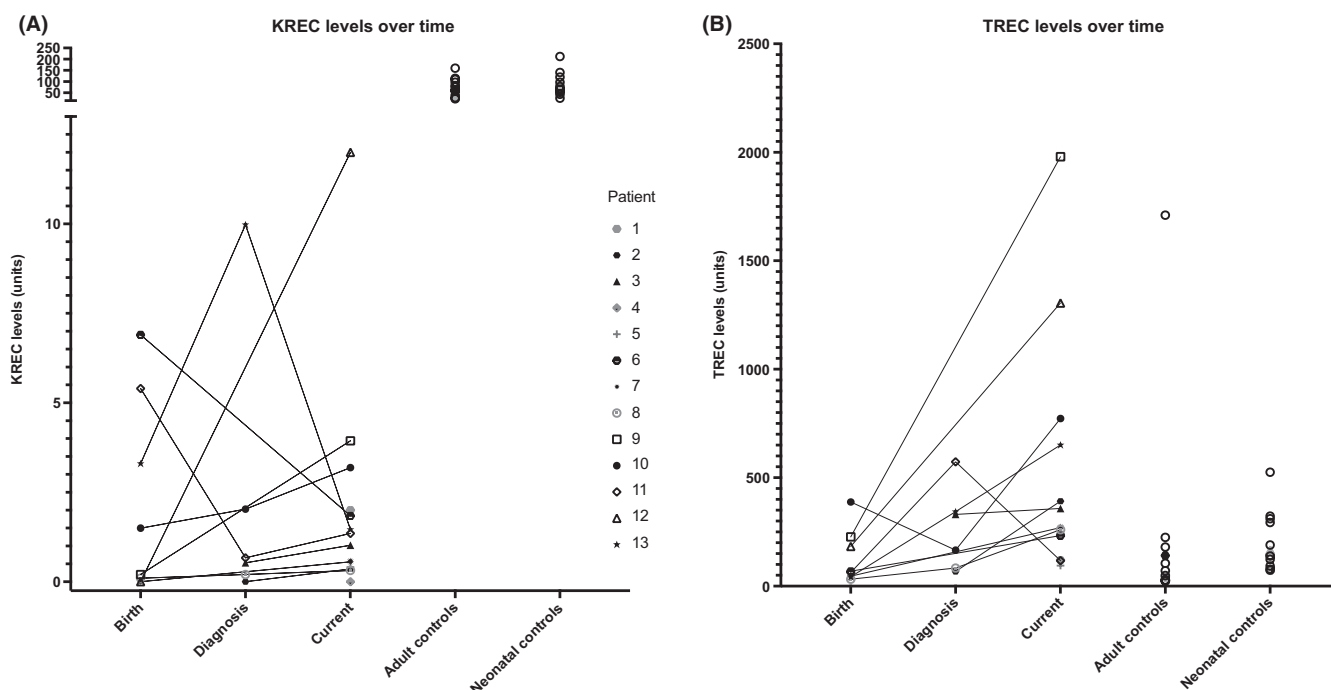 (A)
KREC levels over time
250
200
150
100
50
10
5
0
KREC levels (units)
Birth
Diagnosis
Current
Adult controls
Neonatal controls
Patient
1
2
3
4
5
6
7
8
9
10
11
12
13
(B)
TREC levels over time
2500
2000
1500
1000
500
0
TREC levels (units)
Birth
Diagnosis
Current
Adult controls
Neonatal controls